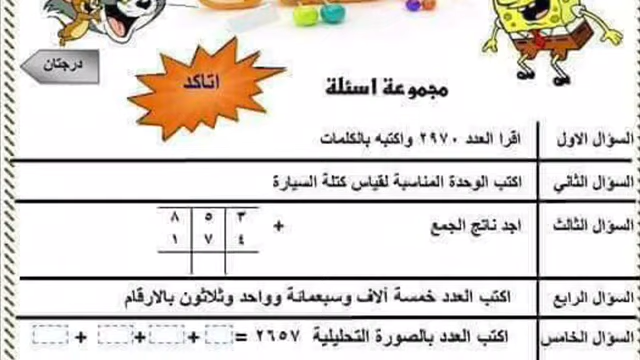 درجتان
اتاكد
مجموعة اسئلة
السؤال الاول اقرا العدد ٢٩٧٠ واكتبه بالكلمات
السؤال الثاني اكتب الوحدة المناسبة لقياس كتلة السيارة
السؤال الثالث اجد ناتج الجمع +
٨ ٥ ٣
١ ٧ ٤
السؤال الرابع اكتب العدد خمسة ألاف وسبعمائة وواحد وثلاثون بالارقام
السؤال الخامس اكتب العدد بالصورة التحليلية ٢٦٥٧ = + + +